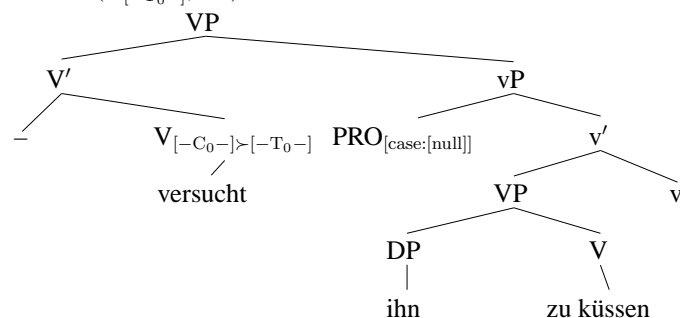 VP
V′ vP
– V[−C₀−]≻[−T₀−] PRO[case:[null]] v′
versucht VP v
DP V
ihn zu küssen